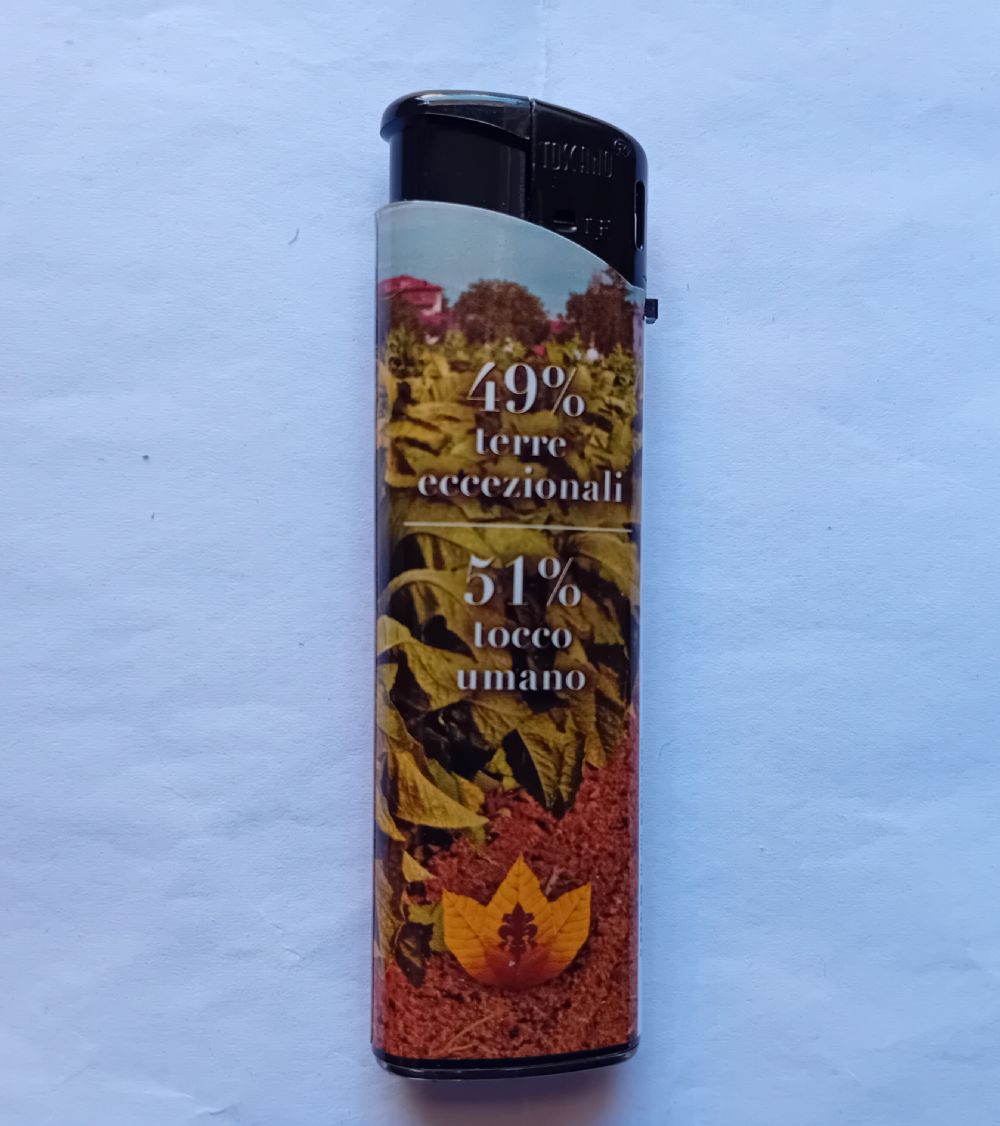 49%
terre
eccezionali
51%
tocco
umano